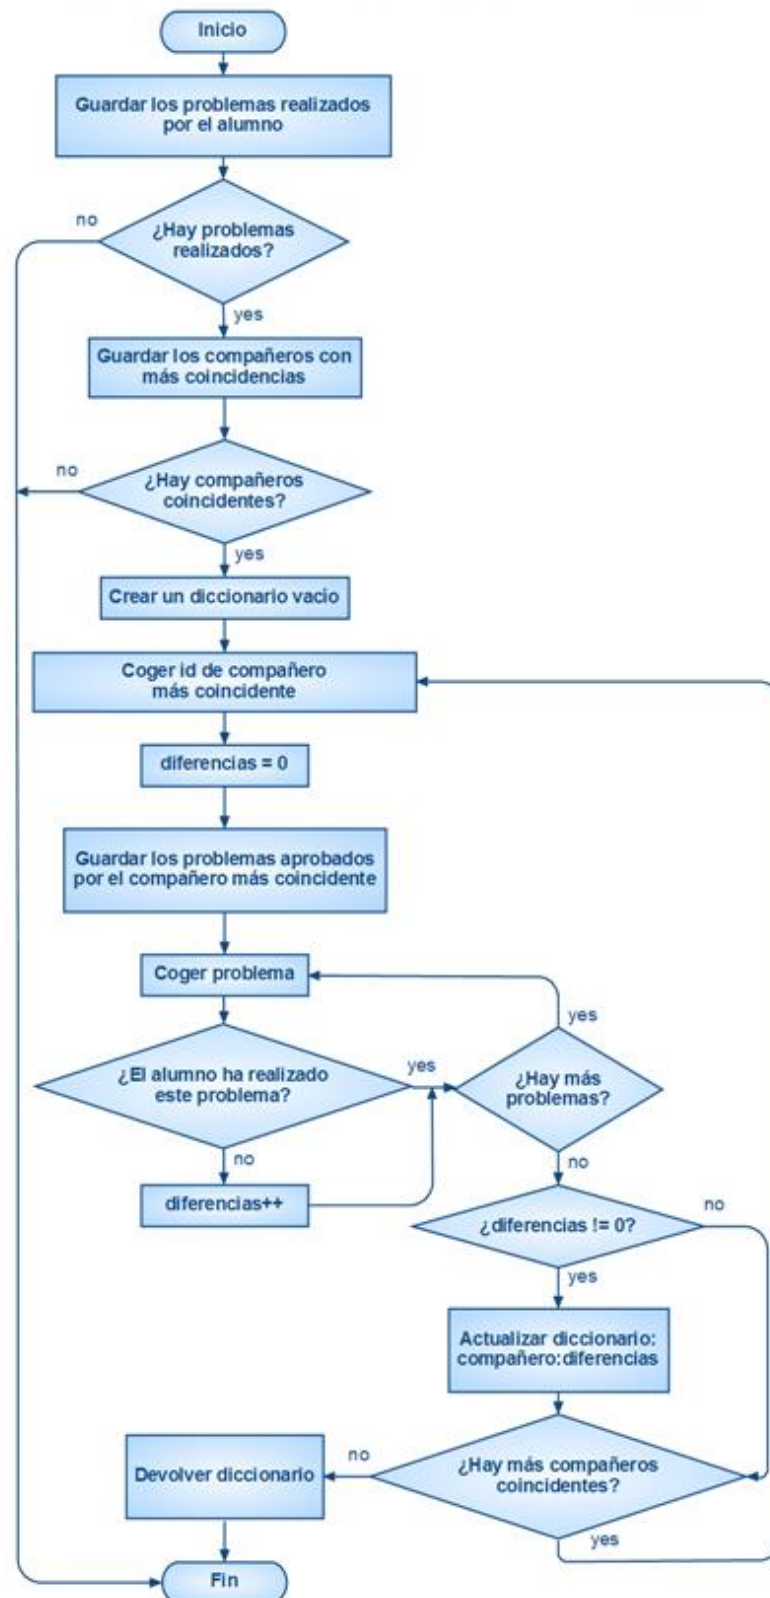 Inicio
Guardar los problemas realizados
por el alumno
no
¿Hay problemas
realizados?
yes
Guardar los compañeros con
más coincidencias
no
¿Hay compañeros
coincidentes?
yes
Crear un diccionario vacio
Coger id de compañero
más coincidente
diferencias = 0
Guardar los problemas aprobados
por el compañero más coincidente
Coger problema
yes
¿El alumno ha realizado
este problema?
yes
¿Hay más
problemas?
no
no
diferencias++
¿diferencias != 0?
no
yes
Actualizar diccionario:
compañero:diferencias
Devolver diccionario
no
¿Hay más compañeros
coincidentes?
yes
Fin